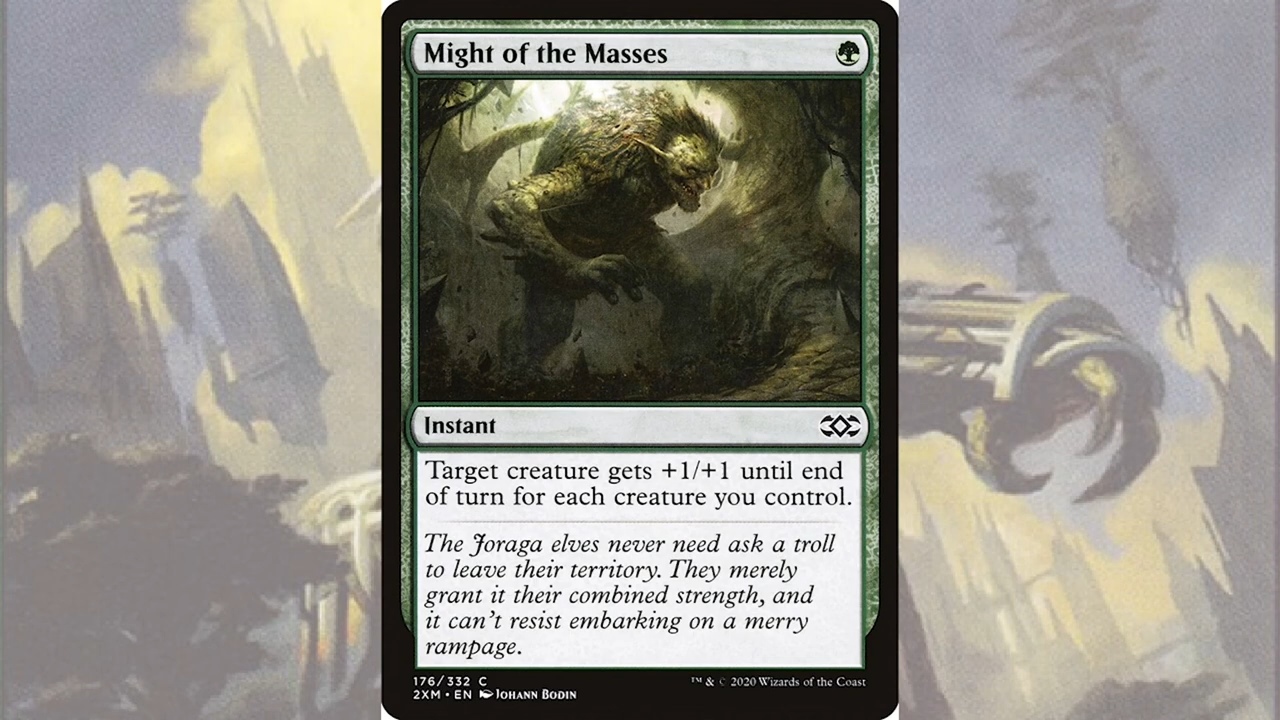 Might of the Masses
Instant
Target creature gets +1/+1 until end
of turn for each creature you control.
The Joraga elves never need ask a troll
to leave their territory. They merely
grant it their combined strength, and
it can't resist embarking on a merry
rampage.
176/332 C
2XM • EN Johann Bodin
™ & © 2020 Wizards of the Coast